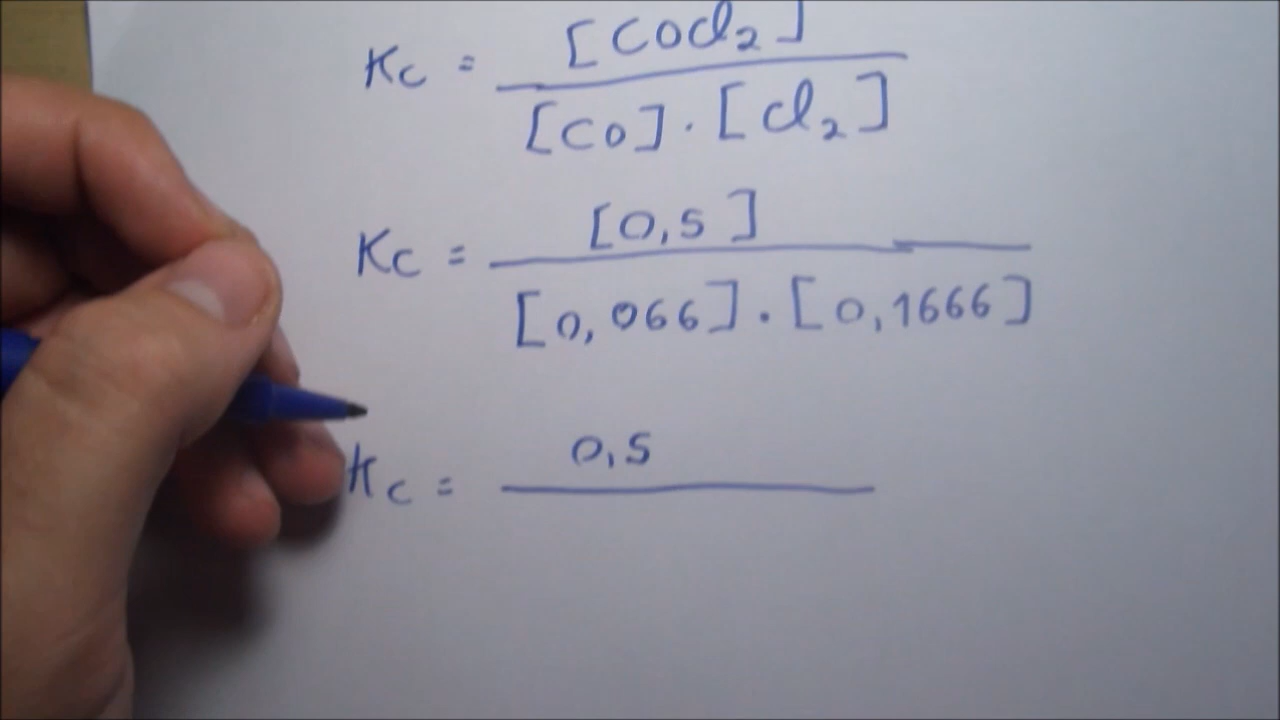 Kc = [COCl2]
[CO] . [Cl2]
Kc = [0,5]
[0,066] . [0,1666]
Kc = 0,5